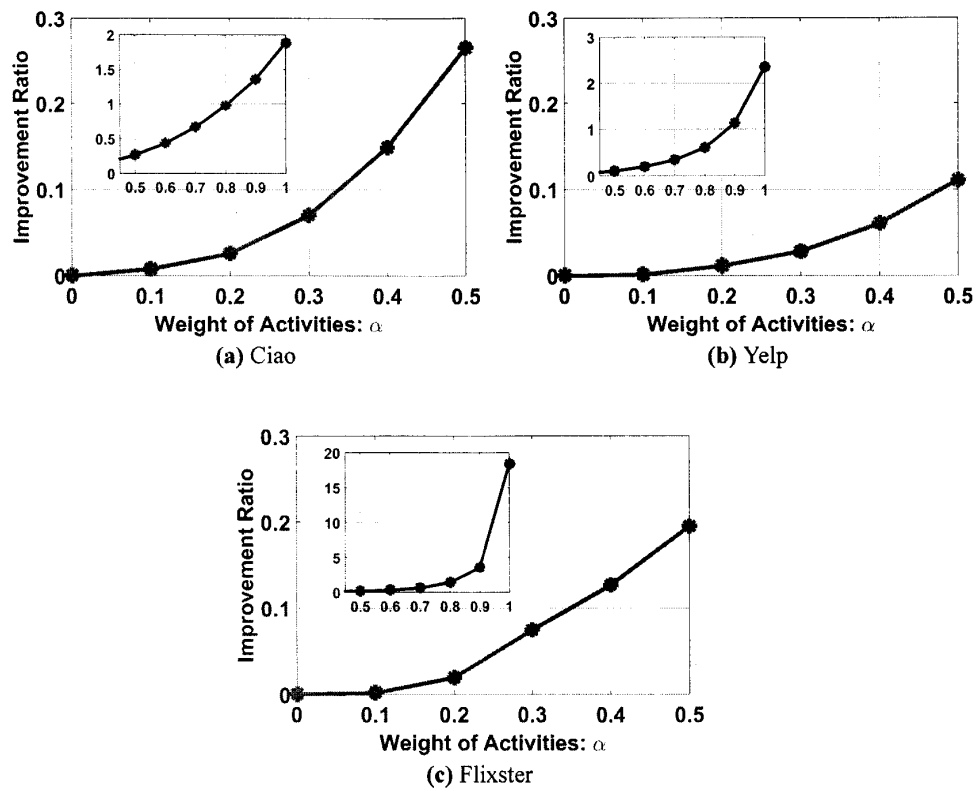 0.3
0.2
0.1
0
Improvement Ratio
2
1.5
1
0.5
0
0.5 0.6 0.7 0.8 0.9 1
0 0.1 0.2 0.3 0.4 0.5
Weight of Activities: α
(a) Ciao
0.3
0.2
0.1
0
Improvement Ratio
3
2
1
0
0.5 0.6 0.7 0.8 0.9 1
0 0.1 0.2 0.3 0.4 0.5
Weight of Activities: α
(b) Yelp
0.3
0.2
0.1
0
Improvement Ratio
20
15
10
5
0
0.5 0.6 0.7 0.8 0.9 1
0 0.1 0.2 0.3 0.4 0.5
Weight of Activities: α
(c) Flixster